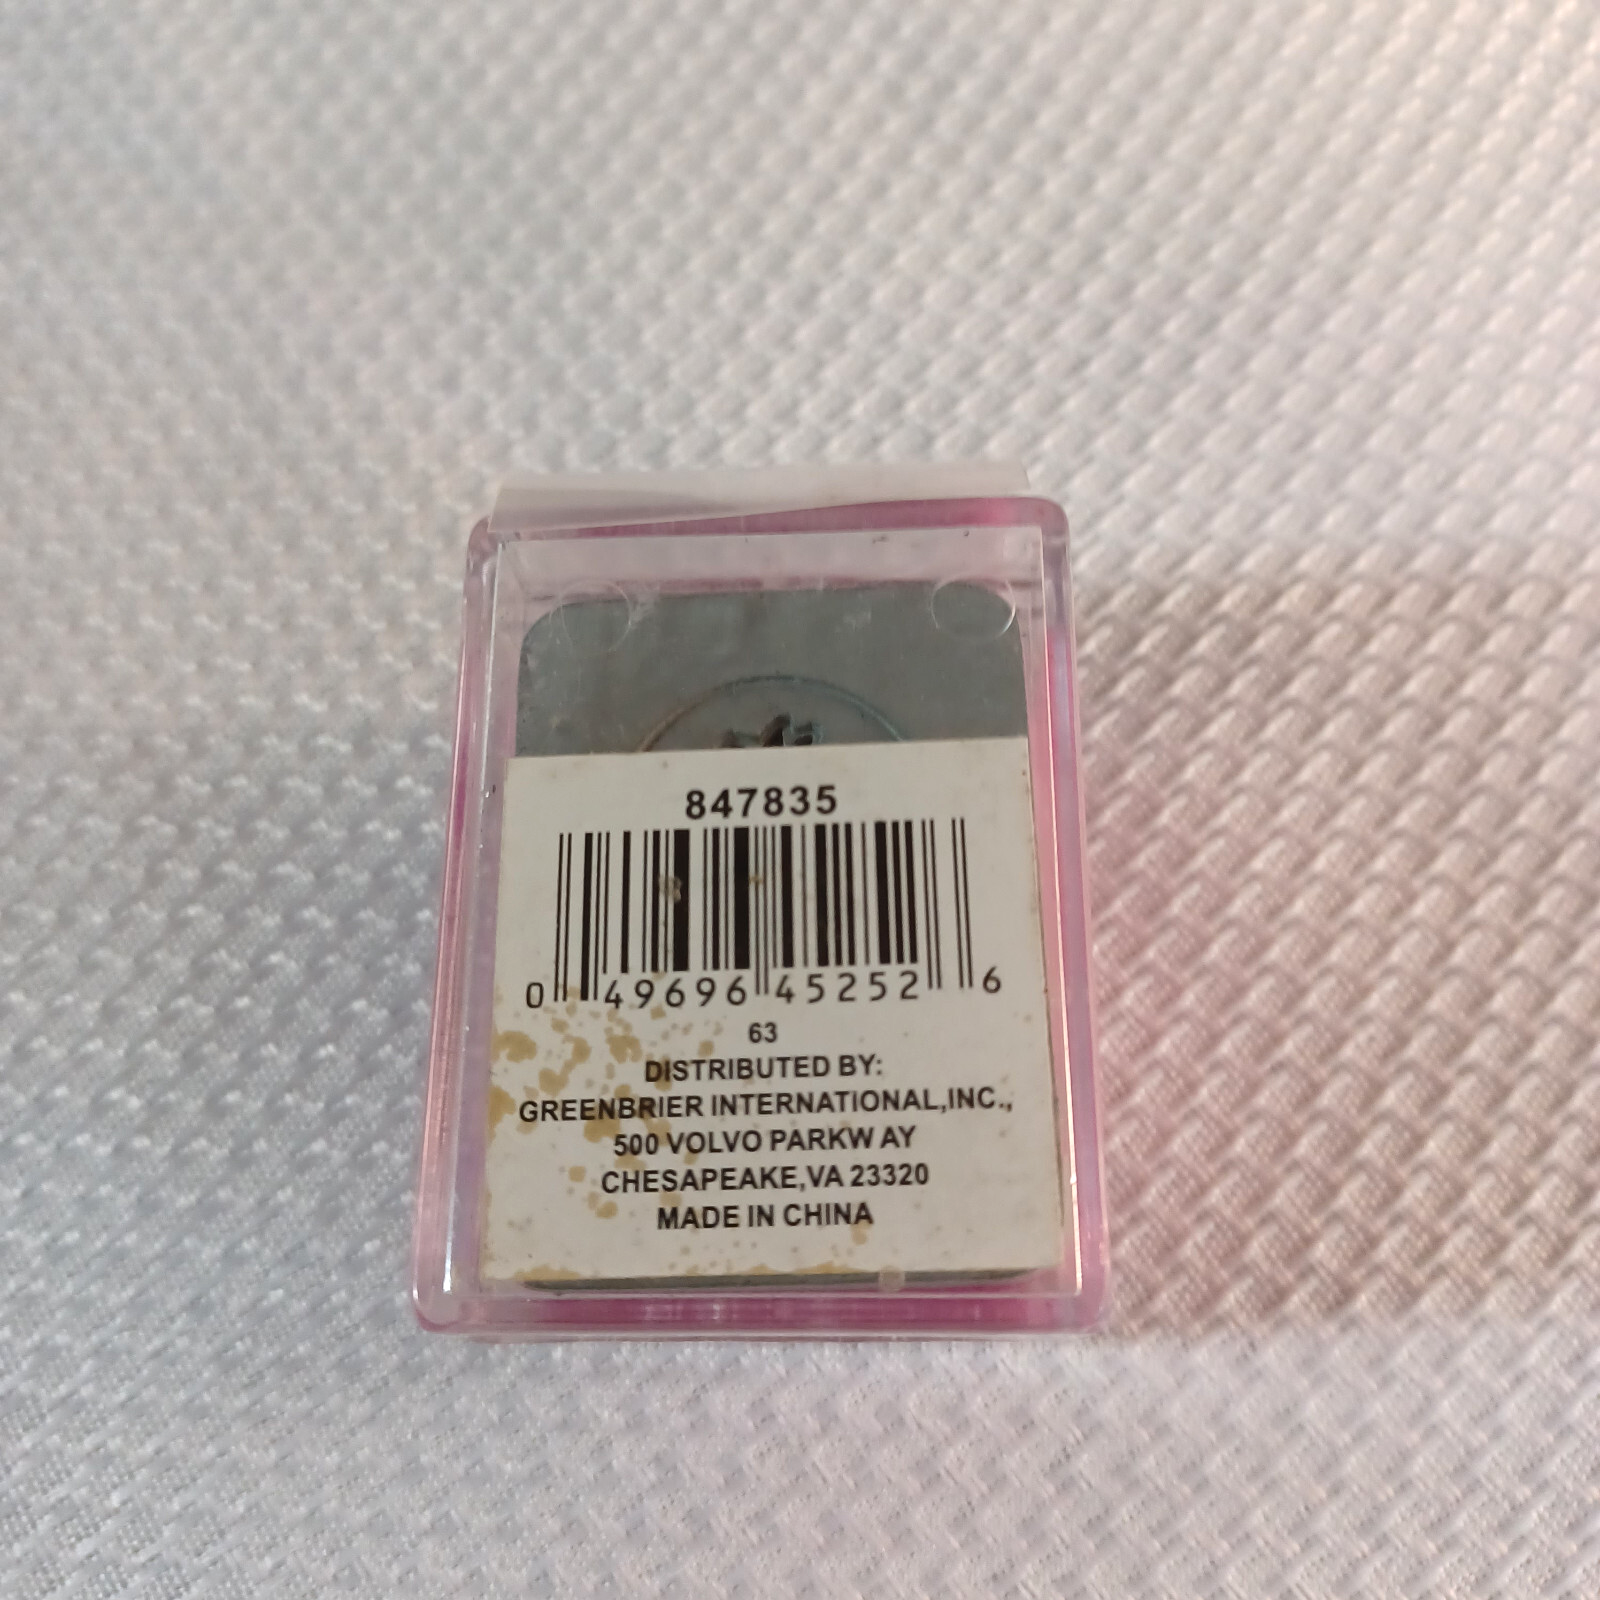 847835
0 49696 45252 6
63
DISTRIBUTED BY:
GREENBRIER INTERNATIONAL,INC.,
500 VOLVO PARKW AY
CHESAPEAKE,VA 23320
MADE IN CHINA